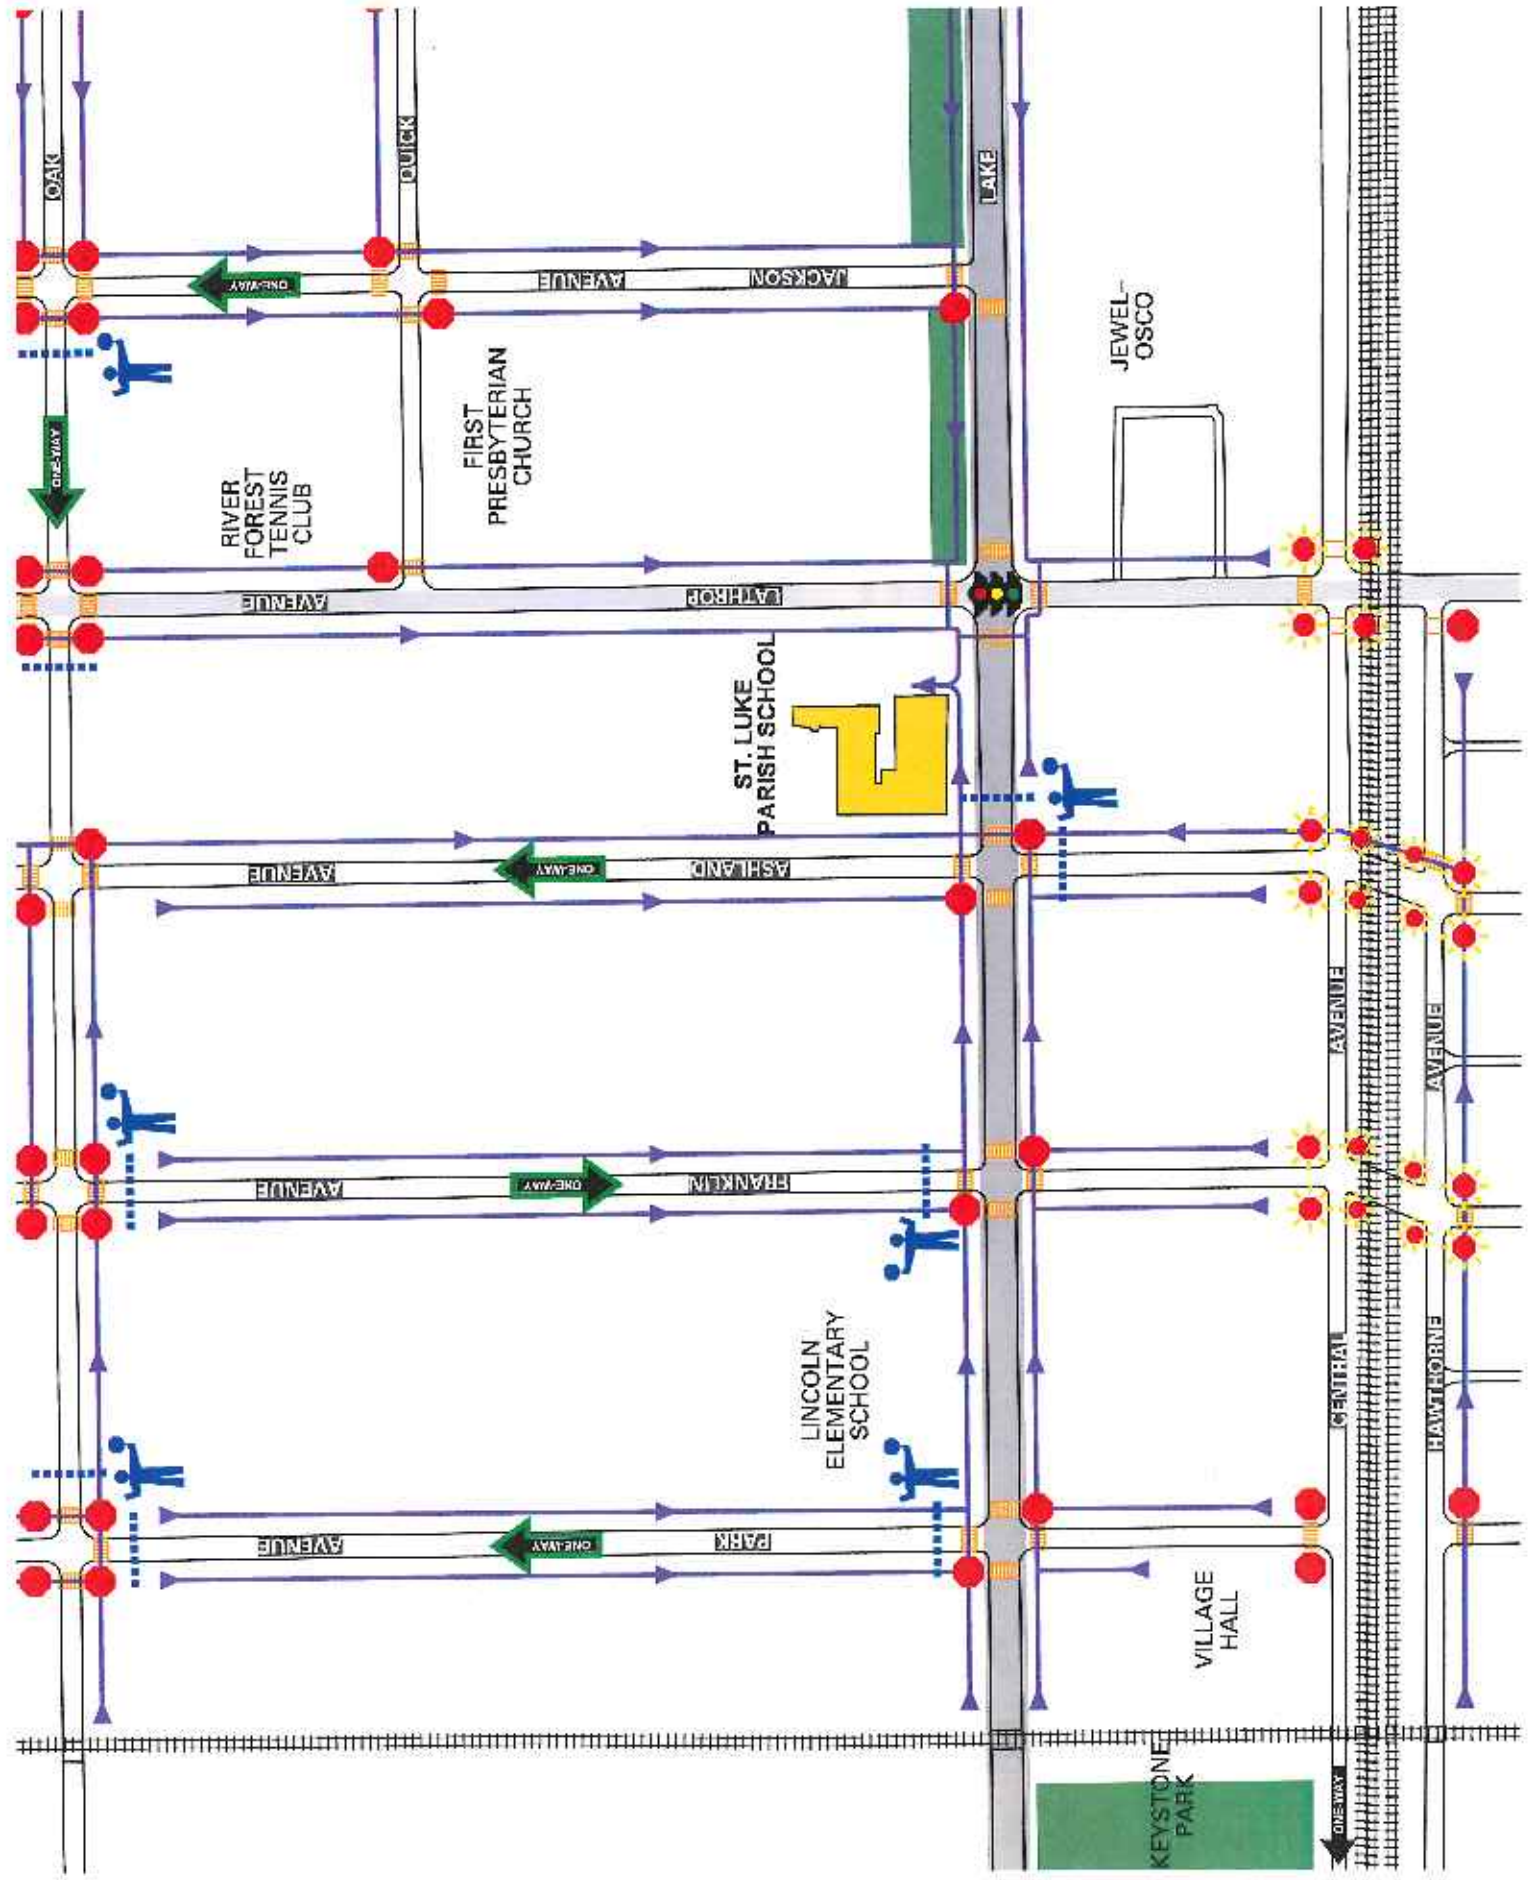 OAK
QUICK
LAKE
ONE-WAY
AVENUE
JACKSON
JEWEL-
OSCO
FIRST
PRESBYTERIAN
CHURCH
ONE-WAY
RIVER
FOREST
TENNIS
CLUB
AVENUE
LATHROP
ST. LUKE
PARISH SCHOOL
AVENUE
ONE-WAY
ASHLAND
AVENUE
AVENUE
AVENUE
ONE-WAY
FRANKLIN
CENTRAL
HAWTHORNE
LINCOLN
ELEMENTARY
SCHOOL
AVENUE
ONE-WAY
PARK
VILLAGE
HALL
KEYSTONE
PARK
ONE-WAY